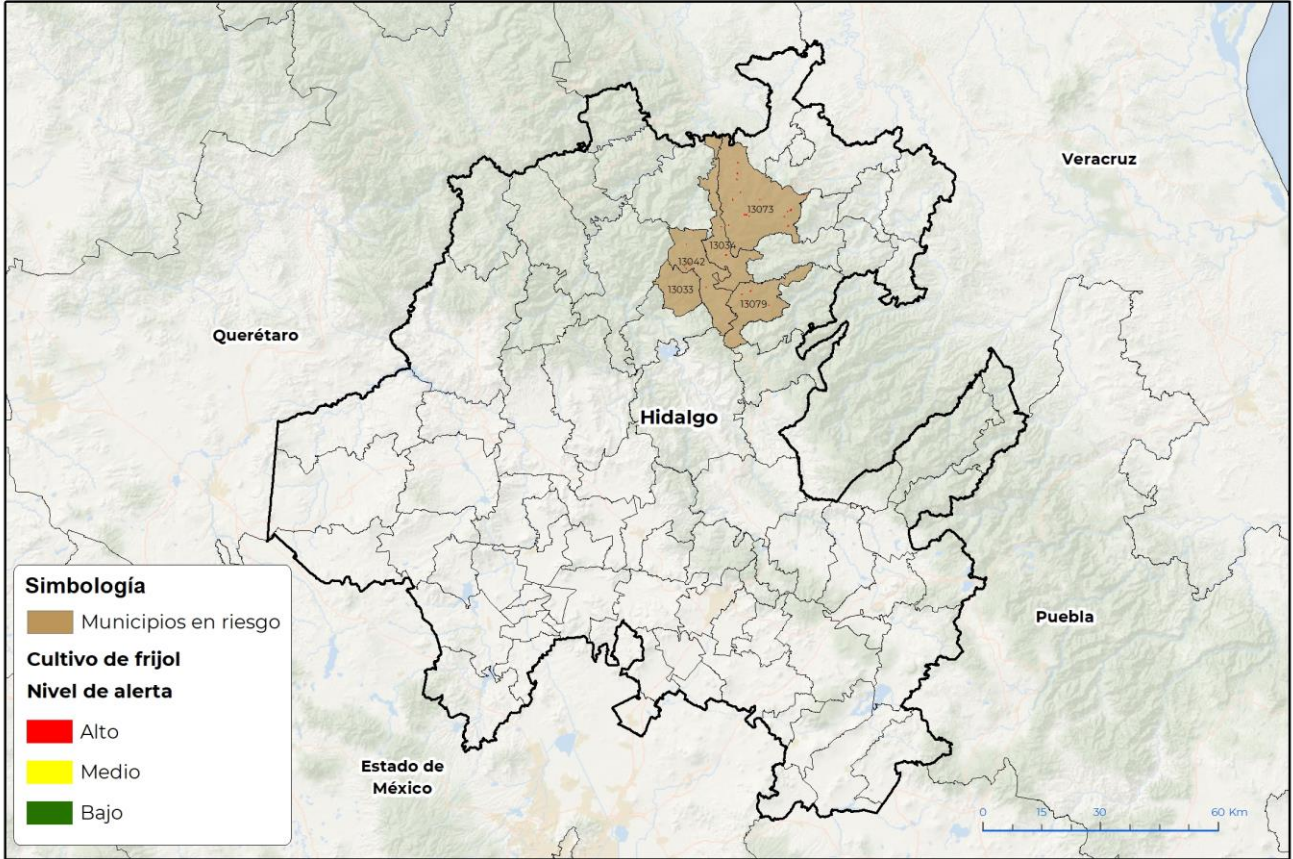 Veracruz
13073
13034
13042
13033
13079
Querétaro
Hidalgo
Puebla
Estado de
México
Simbología
Municipios en riesgo
Cultivo de frijol
Nivel de alerta
Alto
Medio
Bajo
0 15 30 60 Km